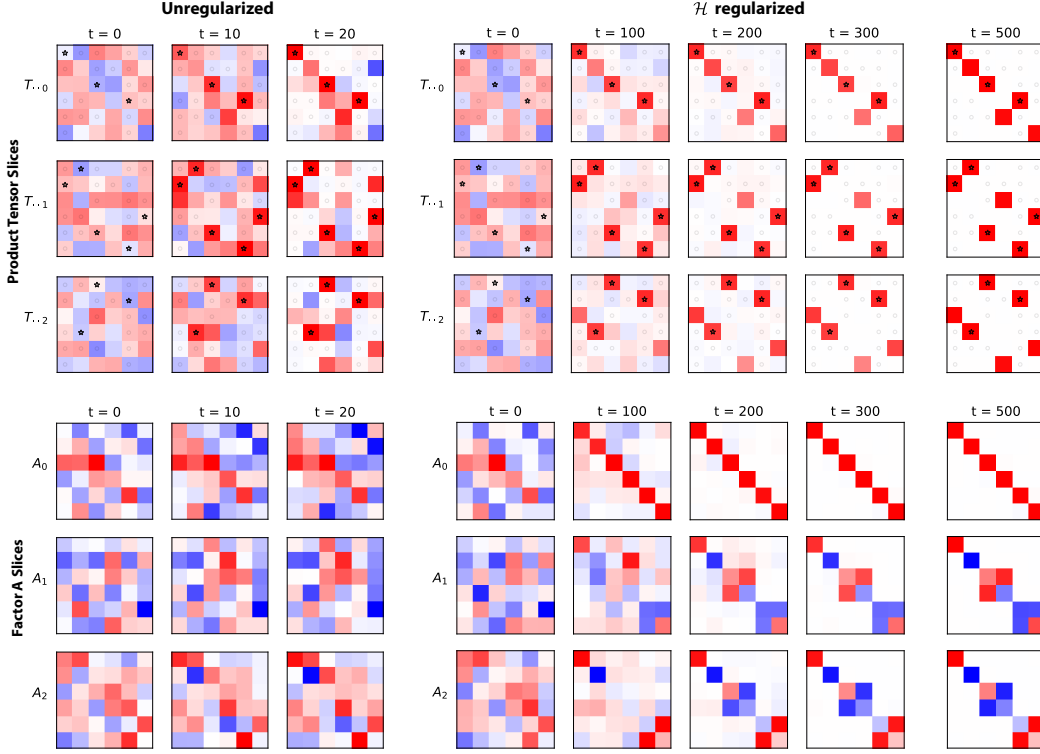 Unregularized
ℋ regularized
t = 0 t = 10 t = 20 t = 0 t = 100 t = 200 t = 300 t = 500
Product Tensor Slices
T..0 T..0
T..1 T..1
T..2 T..2
t = 0 t = 10 t = 20 t = 0 t = 100 t = 200 t = 300 t = 500
Factor A Slices
A0 A0
A1 A1
A2 A2